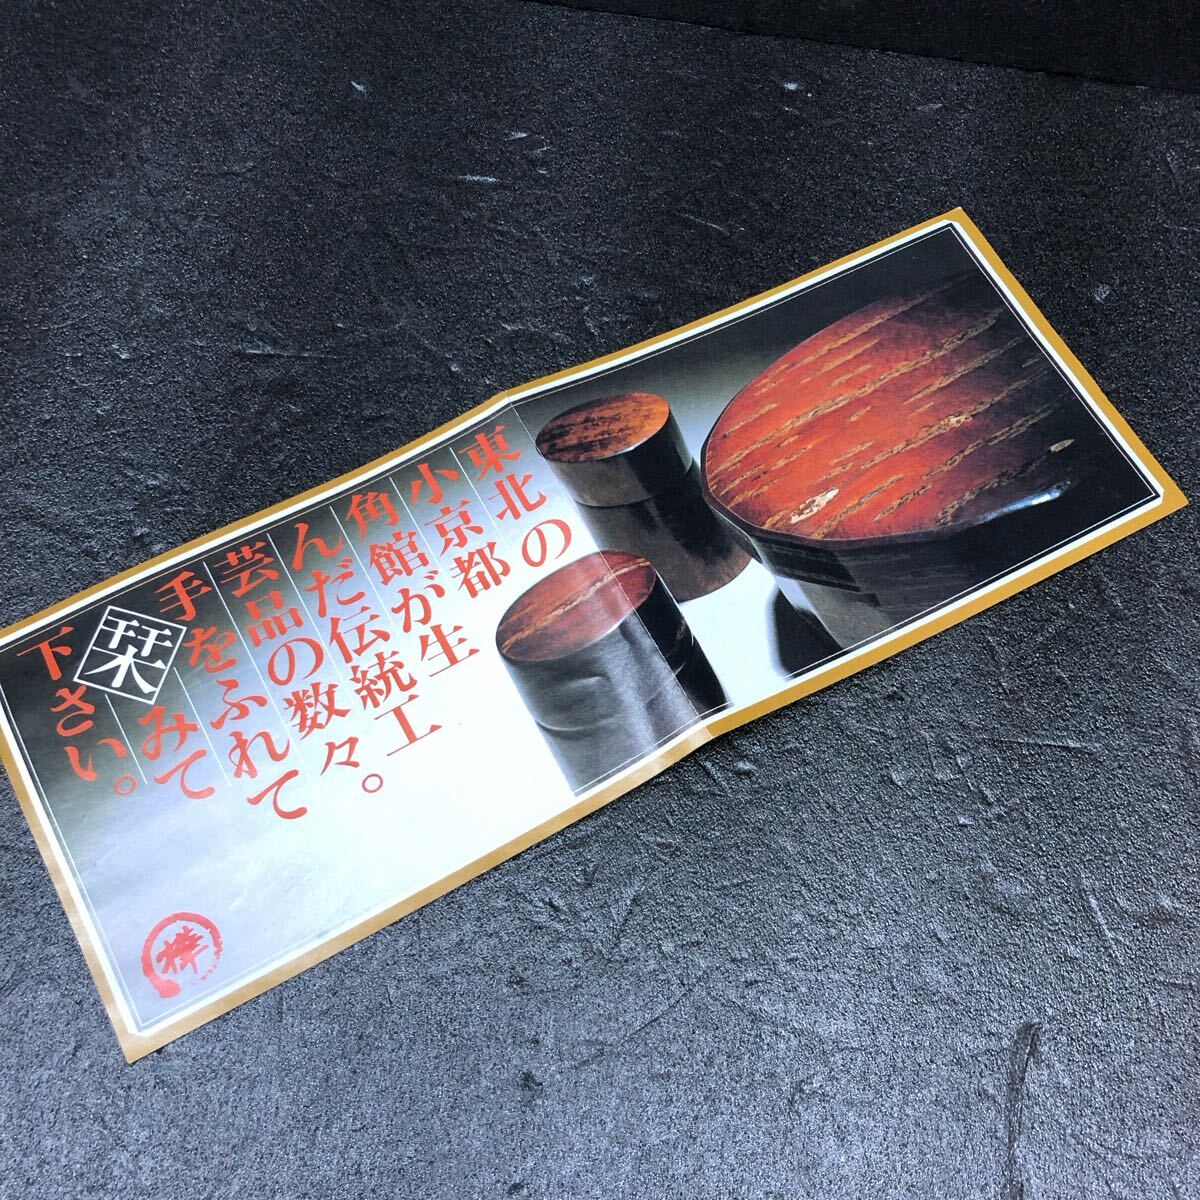 東北の
小京都
角館が生
んだ伝統工
芸品の数々。
手をふれて
みて
下さい。
栞
樺